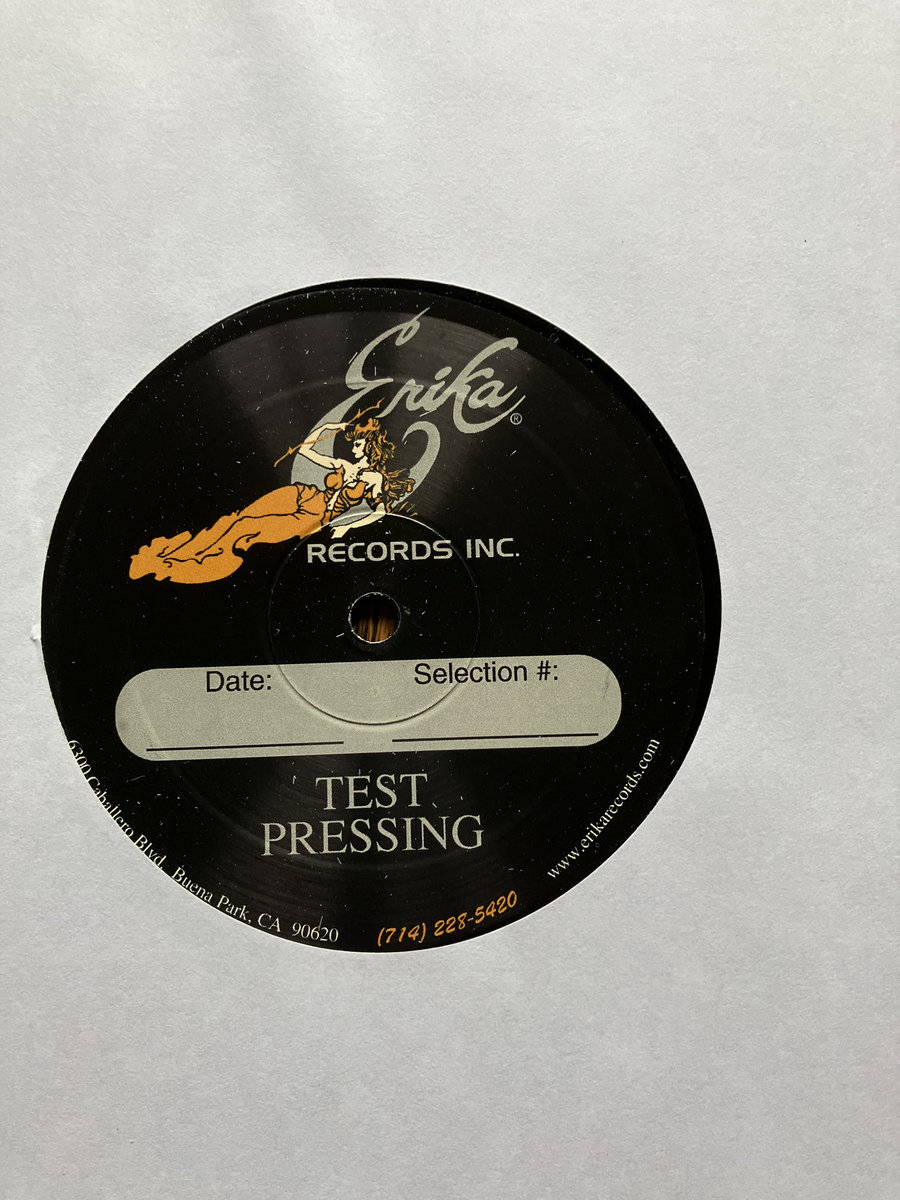 Erika®
RECORDS INC.
Date:
Selection #:
TEST
PRESSING
6300 Caballero Blvd. Buena Park, CA 90620
(714) 228-5420
www.erikarecords.com